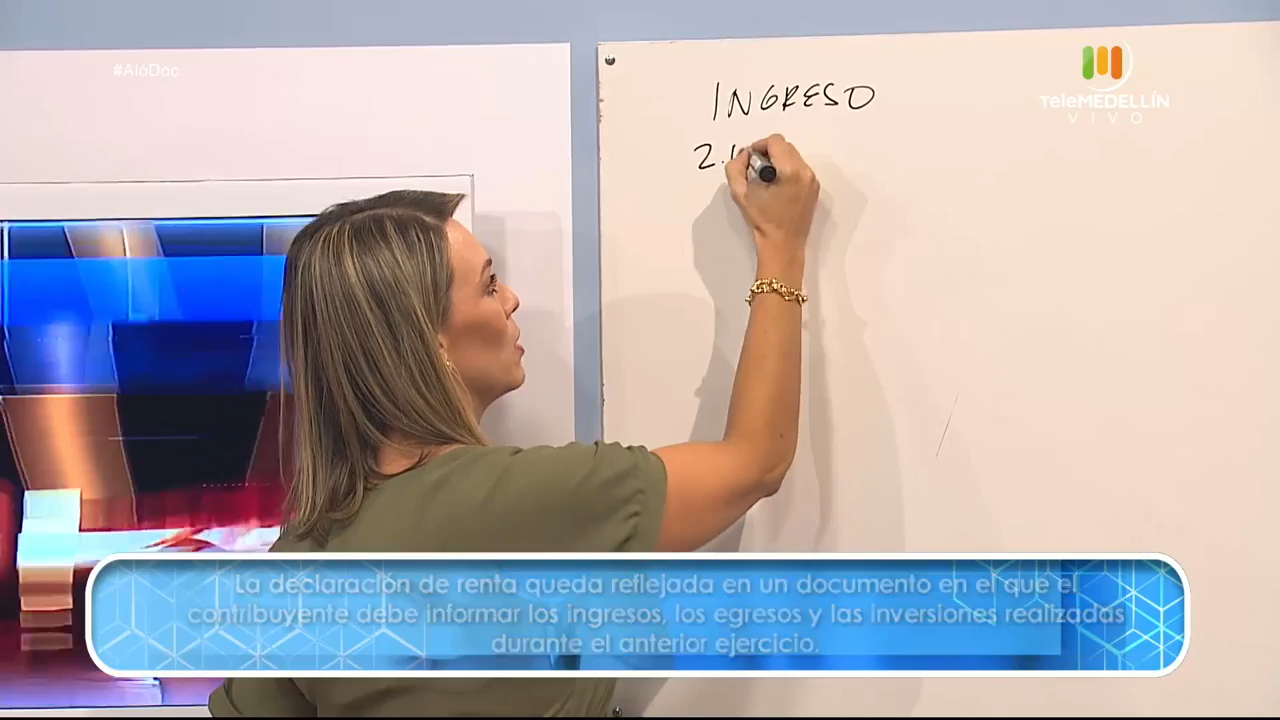 #AlóDoc
TeleMEDELLÍN
VIVO
INGRESO
2.
La declaración de renta queda reflejada en un documento en el que el
contribuyente debe informar los ingresos, los egresos y las inversiones realizadas
durante el anterior ejercicio.